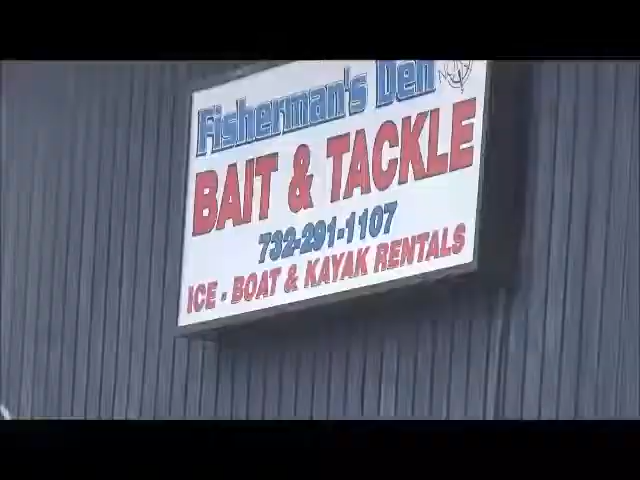 Fisherman's Den
BAIT & TACKLE
732-291-1107
ICE - BOAT & KAYAK RENTALS